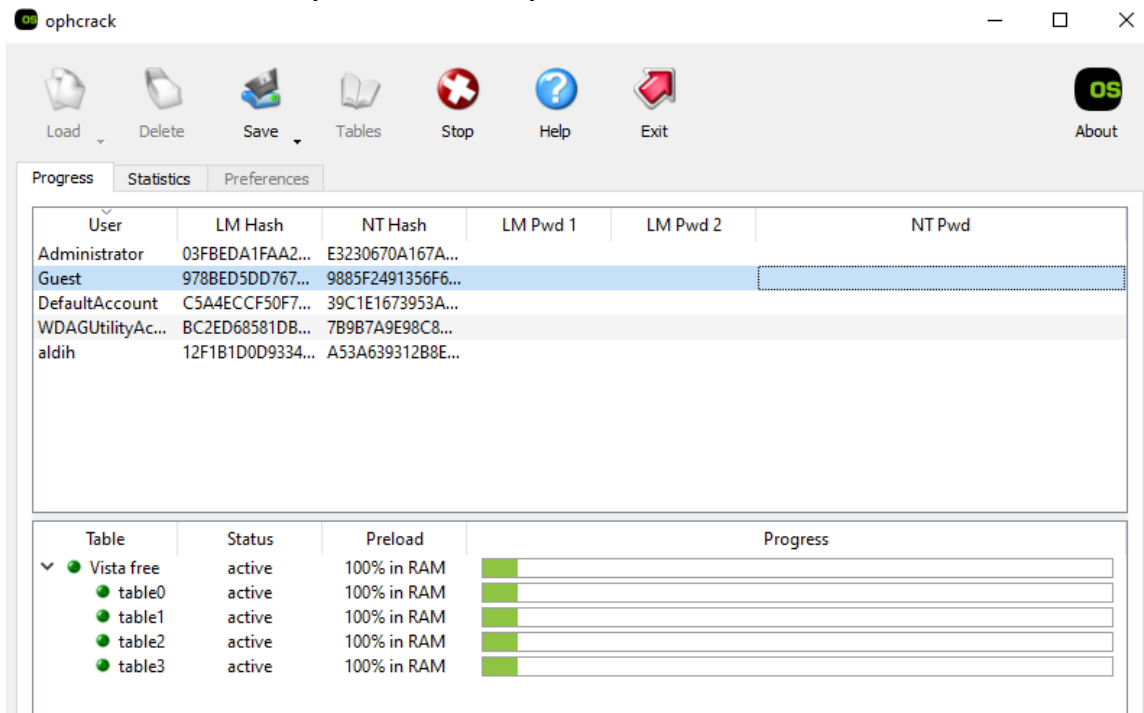 os ophcrack
Load Delete Save Tables Stop Help Exit OS About
Progress Statistics Preferences
User LM Hash NT Hash LM Pwd 1 LM Pwd 2 NT Pwd
Administrator 03FBEDA1FAA2... E3230670A167A...
Guest 978BED5DD767... 9885F2491356F6...
DefaultAccount C5A4ECCF50F7... 39C1E1673953A...
WDAGUtilityAc... BC2ED68581DB... 7B9B7A9E98C8...
aldih 12F1B1D0D9334... A53A639312B8E...
Table Status Preload Progress
Vista free active 100% in RAM
table0 active 100% in RAM
table1 active 100% in RAM
table2 active 100% in RAM
table3 active 100% in RAM